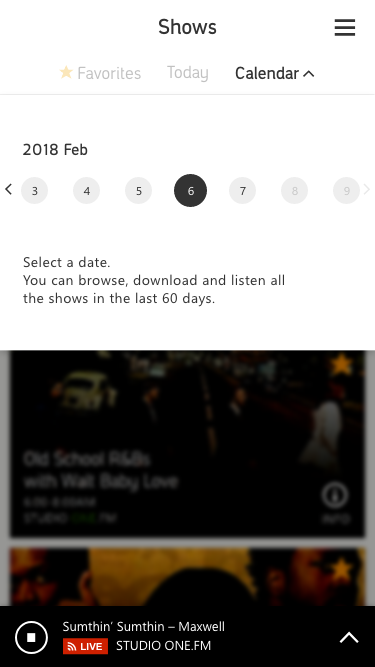 Shows
Favorites Today Calendar
2018 Feb
3 4 5 6 7 8 9
Select a date.
You can browse, download and listen all
the shows in the last 60 days.
Old School R&Bs
with Walt Baby Love
6:00-8:00AM
STUDIO ONE.FM
INFO
Sumthin' Sumthin – Maxwell
LIVE STUDIO ONE.FM